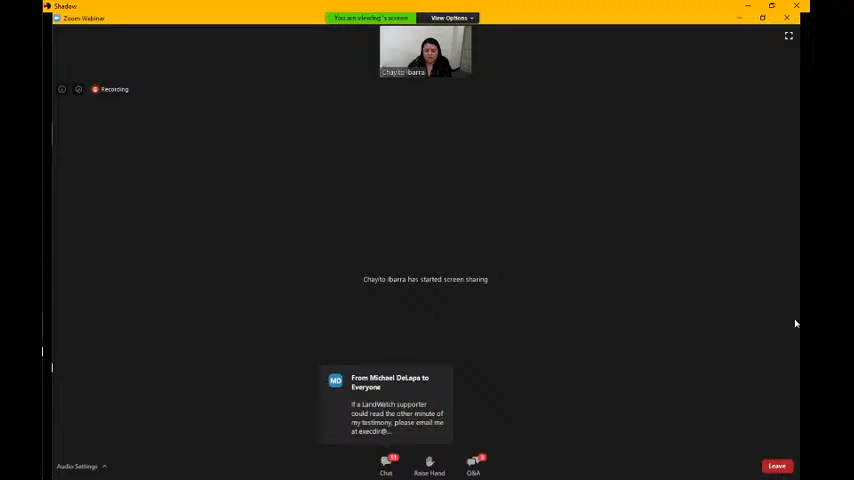 Shadow
Zoom Webinar
You are viewing 's screen
View Options
Chayito Ibarra
Recording
Chayito Ibarra has started screen sharing
MD
From Michael DeLapa to
Everyone
If a LandWatch supporter
could read the other minute of
my testimony, please email me
at execdir@...
Audio Settings
11
Chat
Raise Hand
3
Q&A
Leave